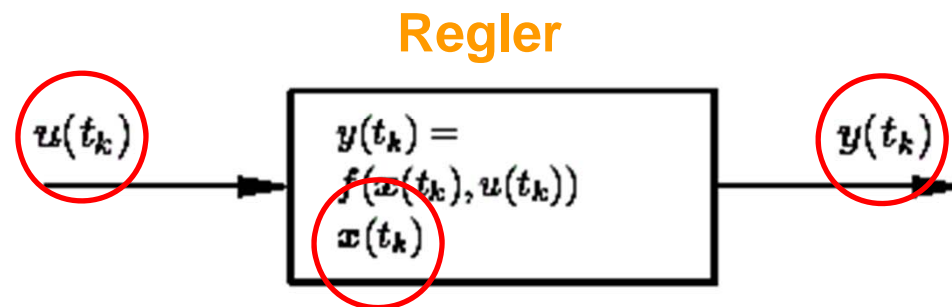 Regler
u(t_k)
y(t_k) =
f(x(t_k), u(t_k))
x(t_k)
y(t_k)